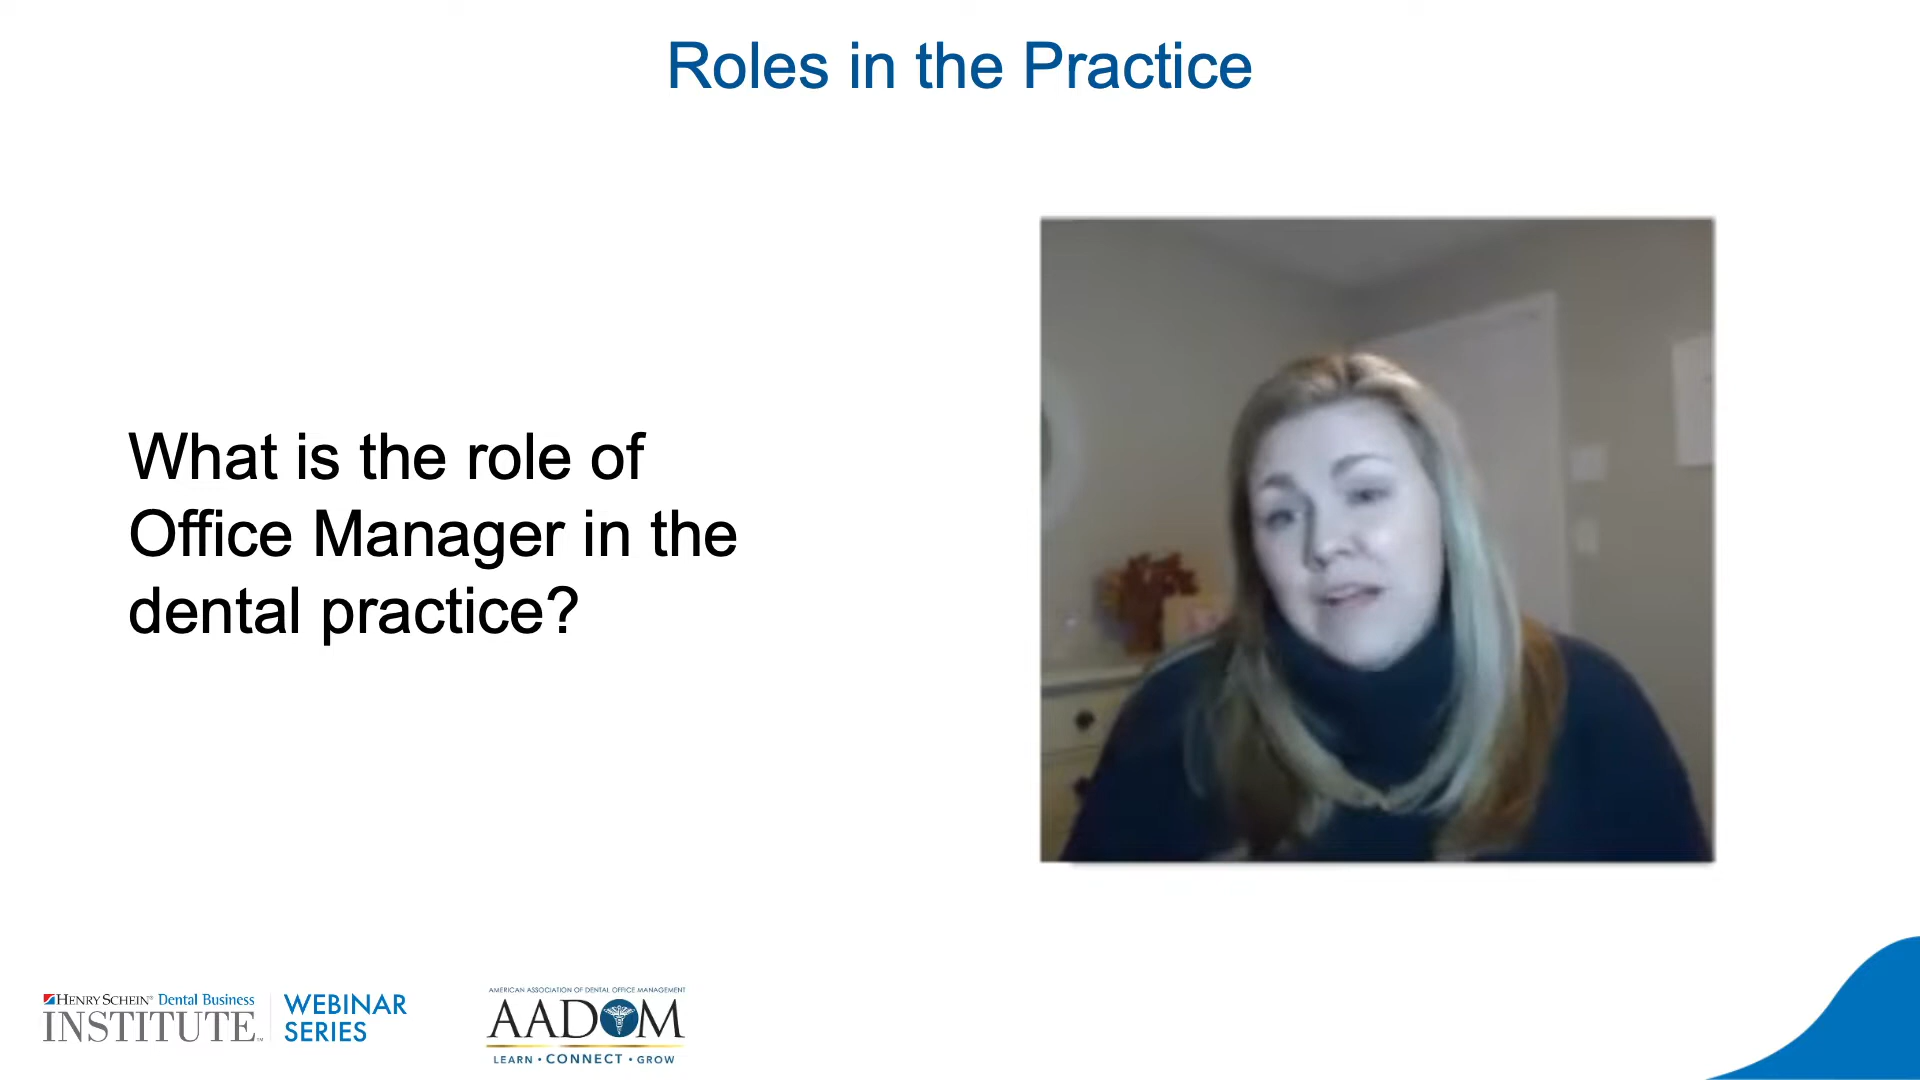 Roles in the Practice
What is the role of
Office Manager in the
dental practice?
HENRY SCHEIN® Dental Business
INSTITUTE™
WEBINAR
SERIES
AMERICAN ASSOCIATION OF DENTAL OFFICE MANAGEMENT
AADOM
LEARN • CONNECT • GROW